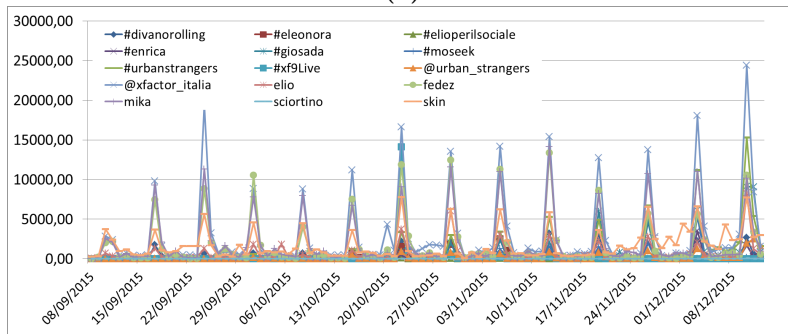 30000,00
25000,00
20000,00
15000,00
10000,00
5000,00
0,00
#divanorolling #eleonora #elioperilsociale
#enrica #giosada #moseek
#urbanstrangers #xf9Live @urban_strangers
@xfactor_italia elio fedez
mika sciortino skin
08/09/2015 15/09/2015 22/09/2015 29/09/2015 06/10/2015 13/10/2015 20/10/2015 27/10/2015 03/11/2015 10/11/2015 17/11/2015 24/11/2015 01/12/2015 08/12/2015